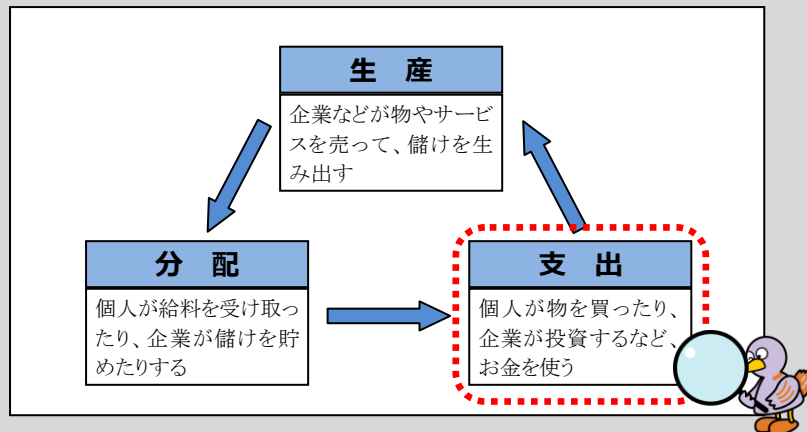 生 産
企業などが物やサービ
スを売って、儲けを生
み出す
分 配
個人が給料を受け取っ
たり、企業が儲けを貯
めたりする
支 出
個人が物を買ったり、
企業が投資するなど、
お金を使う